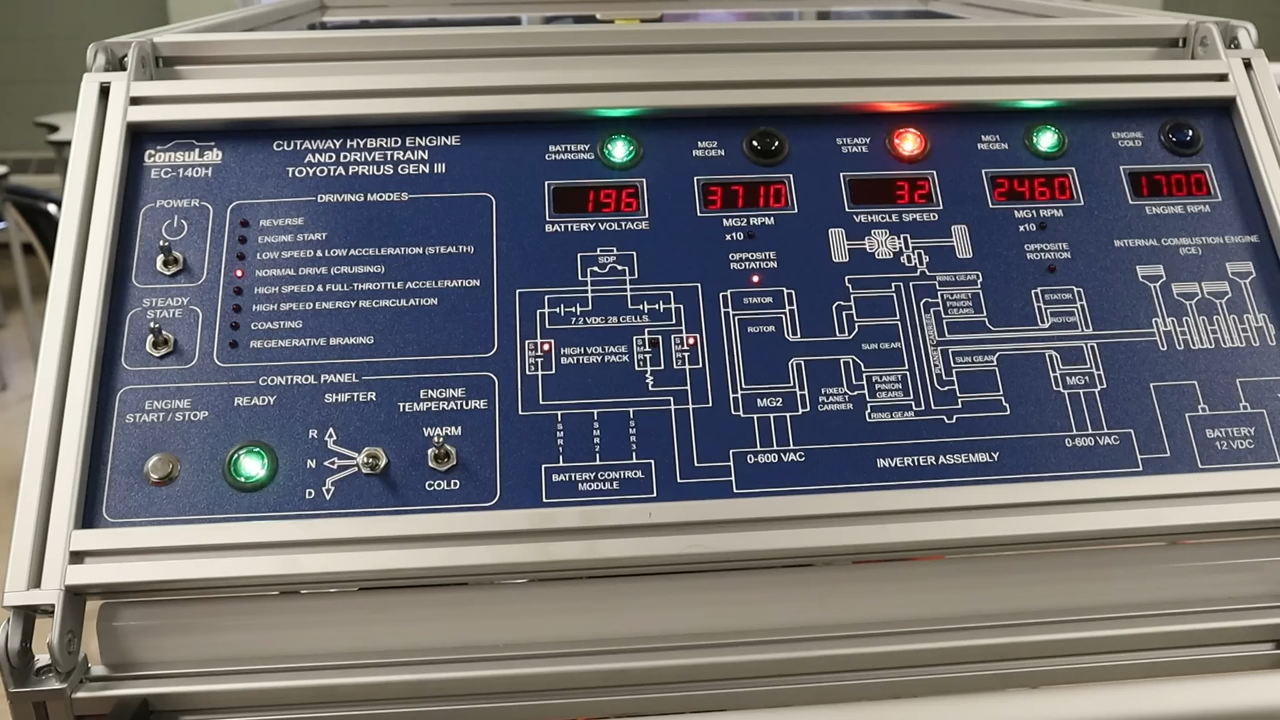 ConsuLab
EC-140H
CUTAWAY HYBRID ENGINE
AND DRIVETRAIN
TOYOTA PRIUS GEN III
POWER
STEADY
STATE
DRIVING MODES
REVERSE
ENGINE START
LOW SPEED & LOW ACCELERATION (STEALTH)
NORMAL DRIVE (CRUISING)
HIGH SPEED & FULL-THROTTLE ACCELERATION
HIGH SPEED ENERGY RECIRCULATION
COASTING
REGENERATIVE BRAKING
CONTROL PANEL
ENGINE
START / STOP
READY
SHIFTER
R
N
D
ENGINE
TEMPERATURE
WARM
COLD
BATTERY
CHARGING
196
BATTERY VOLTAGE
MG2
REGEN
3710
MG2 RPM
x10
STEADY
STATE
32
VEHICLE SPEED
MG1
REGEN
2460
MG1 RPM
x10
ENGINE
COLD
1700
ENGINE RPM
SDP
7.2 VDC 28 CELLS.
SMR3
HIGH VOLTAGE
BATTERY PACK
SMR1
SMR2
SMR1
SMR2
SMR3
BATTERY CONTROL
MODULE
OPPOSITE
ROTATION
STATOR
ROTOR
MG2
0-600 VAC
SUN GEAR
FIXED
PLANET
CARRIER
PLANET
PINION
GEARS
RING GEAR
PLANET CARRIER
RING GEAR
PLANET
PINION
GEARS
SUN GEAR
OPPOSITE
ROTATION
STATOR
ROTOR
MG1
0-600 VAC
INVERTER ASSEMBLY
INTERNAL COMBUSTION ENGINE
(ICE)
BATTERY
12 VDC